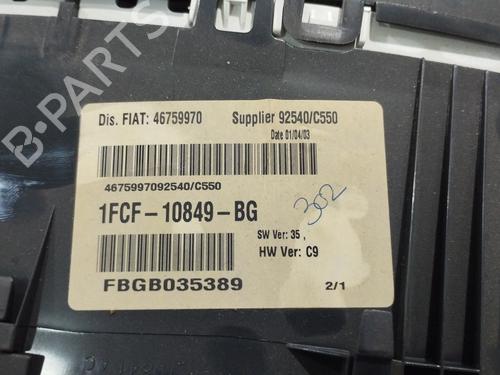 Dis. FIAT: 46759970 Supplier 92540/C550
Date 01/04/03
4675997092540/C550
1FCF-10849-BG
302
SW Ver: 35 ,
HW Ver: C9
FBGB035389 2/1
B-PARTS